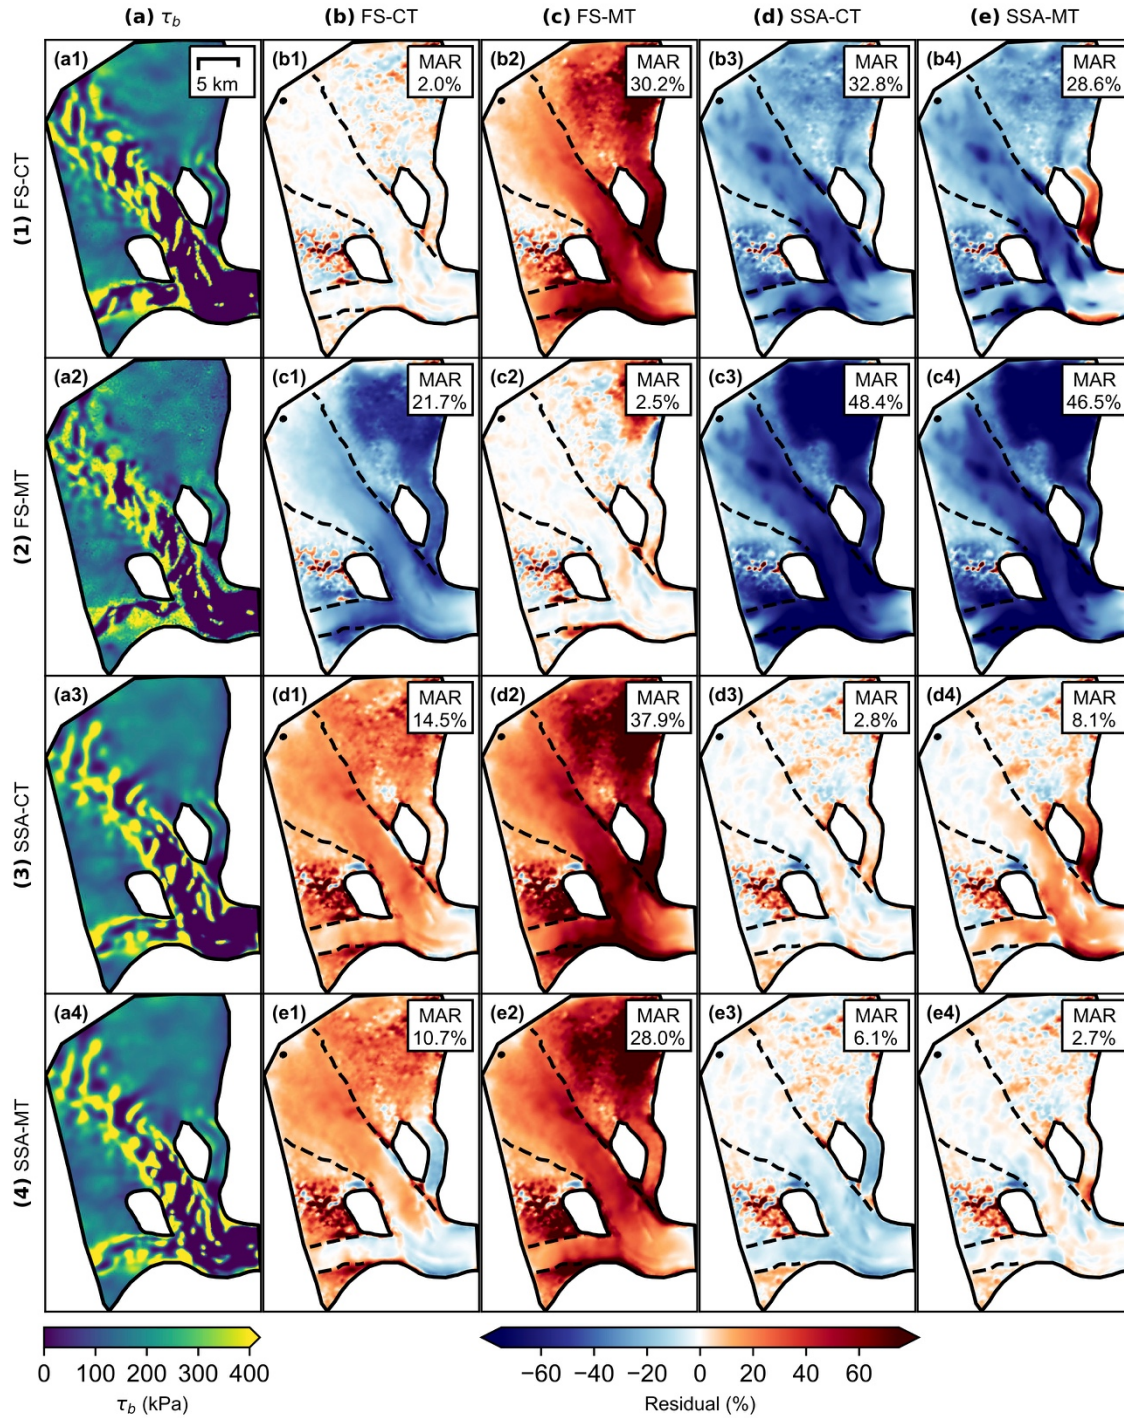 (a) τb (b) FS-CT (c) FS-MT (d) SSA-CT (e) SSA-MT
(1) FS-CT
(a1) 5 km
(b1) MAR 2.0%
(b2) MAR 30.2%
(b3) MAR 32.8%
(b4) MAR 28.6%
(2) FS-MT
(a2)
(c1) MAR 21.7%
(c2) MAR 2.5%
(c3) MAR 48.4%
(c4) MAR 46.5%
(3) SSA-CT
(a3)
(d1) MAR 14.5%
(d2) MAR 37.9%
(d3) MAR 2.8%
(d4) MAR 8.1%
(4) SSA-MT
(a4)
(e1) MAR 10.7%
(e2) MAR 28.0%
(e3) MAR 6.1%
(e4) MAR 2.7%
0 100 200 300 400
τb (kPa)
−60 −40 −20 0 20 40 60
Residual (%)